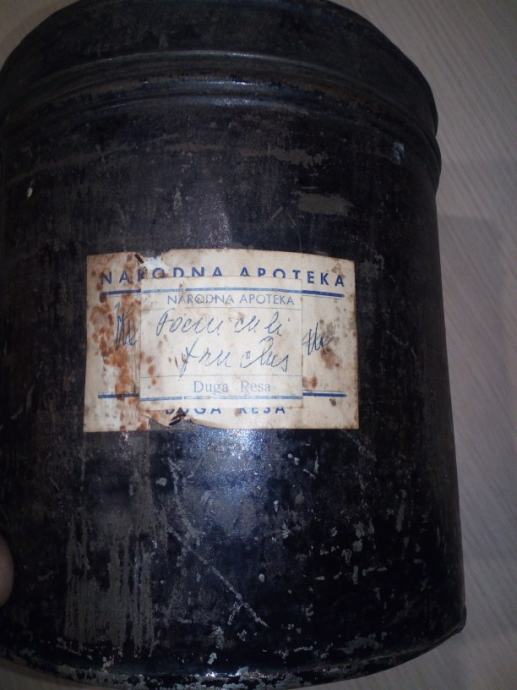 NARODNA APOTEKA
NARODNA APOTEKA
Foeniculi
fructus
Duga Resa
DUGA RESA